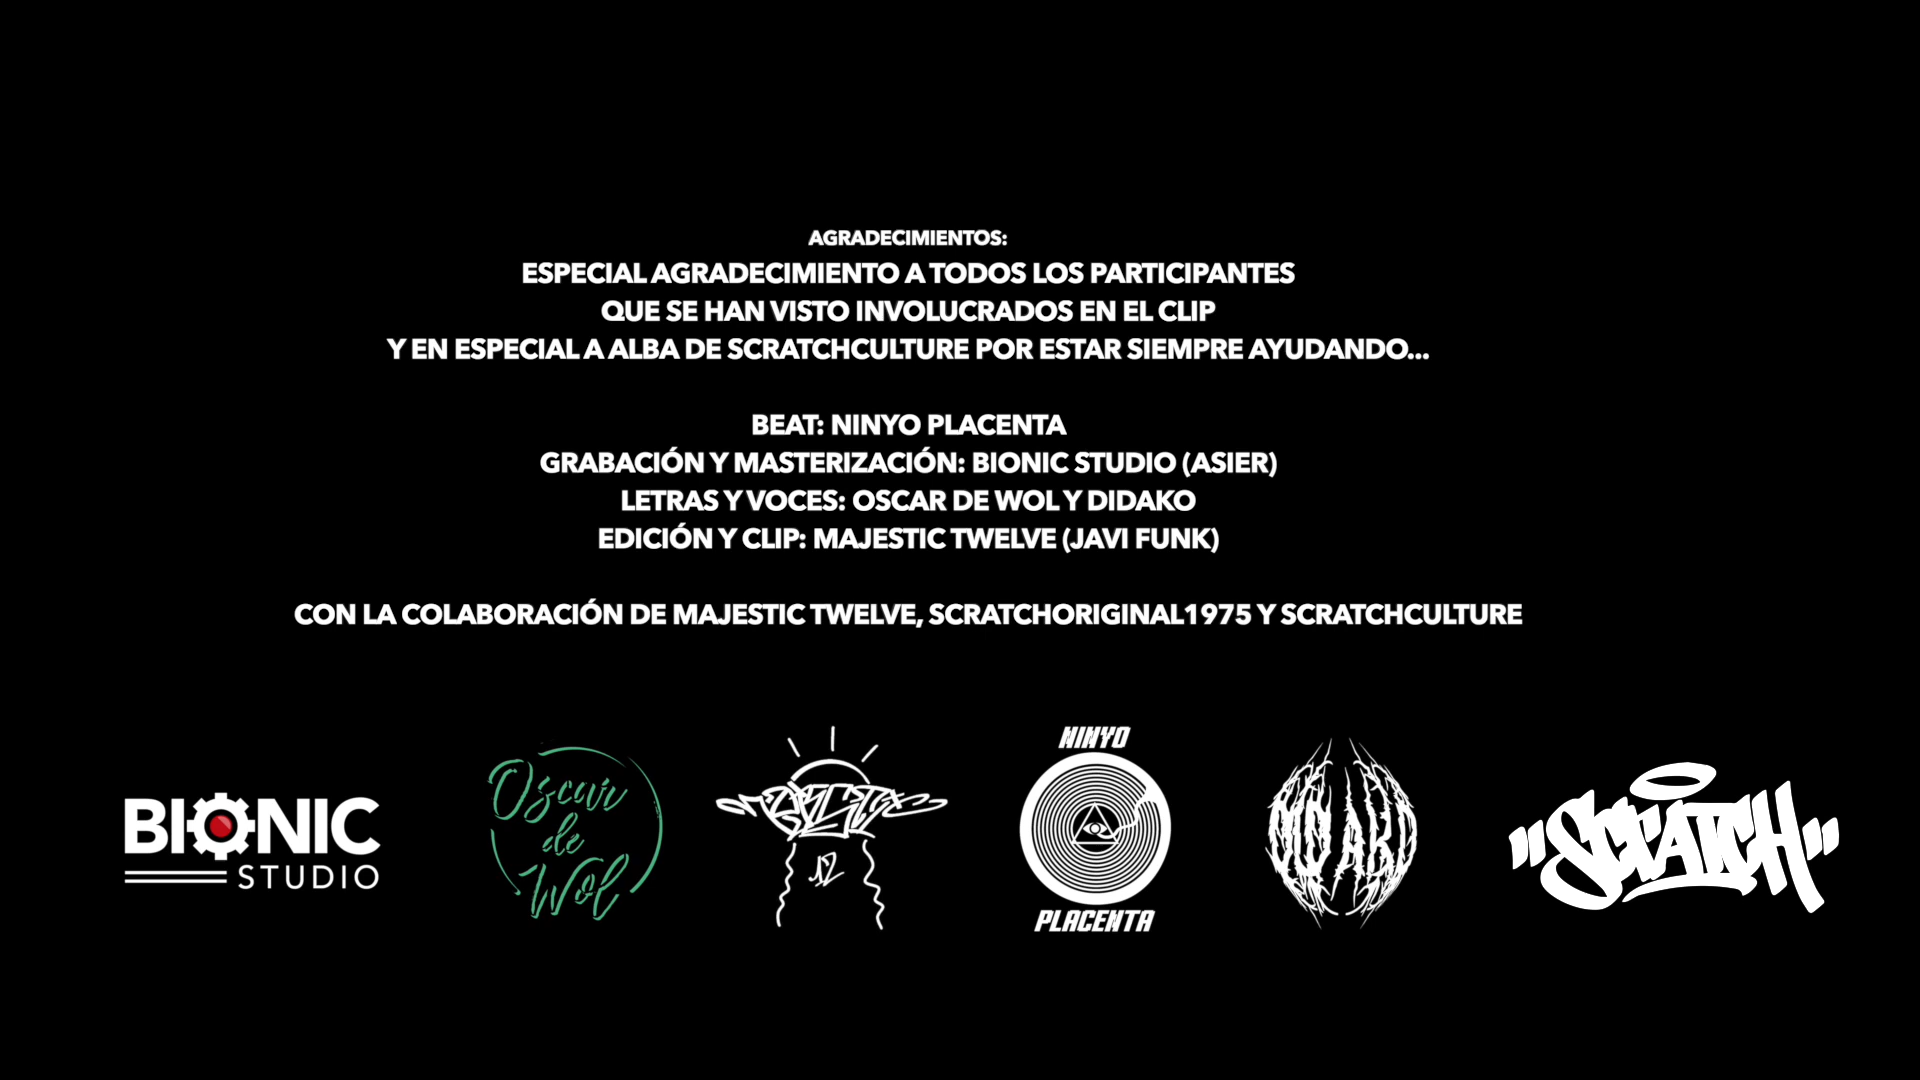 AGRADECIMIENTOS:
ESPECIAL AGRADECIMIENTO A TODOS LOS PARTICIPANTES
QUE SE HAN VISTO INVOLUCRADOS EN EL CLIP
Y EN ESPECIAL A ALBA DE SCRATCHCULTURE POR ESTAR SIEMPRE AYUDANDO...
BEAT: NINYO PLACENTA
GRABACIÓN Y MASTERIZACIÓN: BIONIC STUDIO (ASIER)
LETRAS Y VOCES: OSCAR DE WOL Y DIDAKO
EDICIÓN Y CLIP: MAJESTIC TWELVE (JAVI FUNK)
CON LA COLABORACIÓN DE MAJESTIC TWELVE, SCRATCHORIGINAL1975 Y SCRATCHCULTURE
BIONIC
STUDIO
Oscar
de
Wol
12
NINYO
PLACENTA
DIDAKO
"SCRATCH"